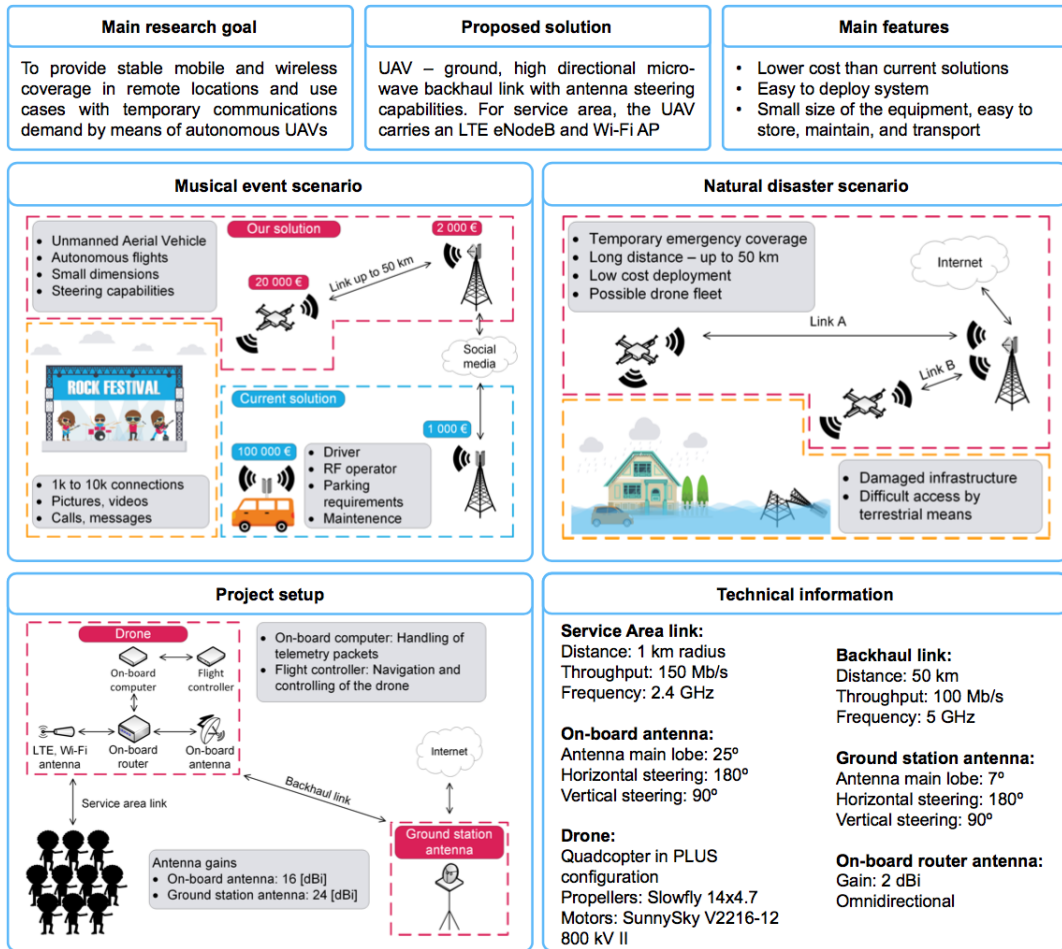 Main research goal
To provide stable mobile and wireless
coverage in remote locations and use
cases with temporary communications
demand by means of autonomous UAVs
Proposed solution
UAV – ground, high directional micro-
wave backhaul link with antenna steering
capabilities. For service area, the UAV
carries an LTE eNodeB and Wi-Fi AP
Main features
• Lower cost than current solutions
• Easy to deploy system
• Small size of the equipment, easy to
store, maintain, and transport
Musical event scenario
• Unmanned Aerial Vehicle
• Autonomous flights
• Small dimensions
• Steering capabilities
Our solution
2 000 €
20 000 €
Link up to 50 km
Social
media
ROCK FESTIVAL
• 1k to 10k connections
• Pictures, videos
• Calls, messages
Current solution
1 000 €
100 000 €
• Driver
• RF operator
• Parking
requirements
• Maintenence
Natural disaster scenario
• Temporary emergency coverage
• Long distance – up to 50 km
• Low cost deployment
• Possible drone fleet
Internet
Link A
Link B
• Damaged infrastructure
• Difficult access by
terrestrial means
Project setup
Drone
On-board
computer
Flight
controller
LTE, Wi-Fi
antenna
On-board
router
On-board
antenna
• On-board computer: Handling of
telemetry packets
• Flight controller: Navigation and
controlling of the drone
Internet
Service area link
Backhaul link
Ground station
antenna
Antenna gains
• On-board antenna: 16 [dBi]
• Ground station antenna: 24 [dBi]
Technical information
Service Area link:
Distance: 1 km radius
Throughput: 150 Mb/s
Frequency: 2.4 GHz
On-board antenna:
Antenna main lobe: 25º
Horizontal steering: 180º
Vertical steering: 90º
Drone:
Quadcopter in PLUS
configuration
Propellers: Slowfly 14x4.7
Motors: SunnySky V2216-12
800 kV II
Backhaul link:
Distance: 50 km
Throughput: 100 Mb/s
Frequency: 5 GHz
Ground station antenna:
Antenna main lobe: 7º
Horizontal steering: 180º
Vertical steering: 90º
On-board router antenna:
Gain: 2 dBi
Omnidirectional